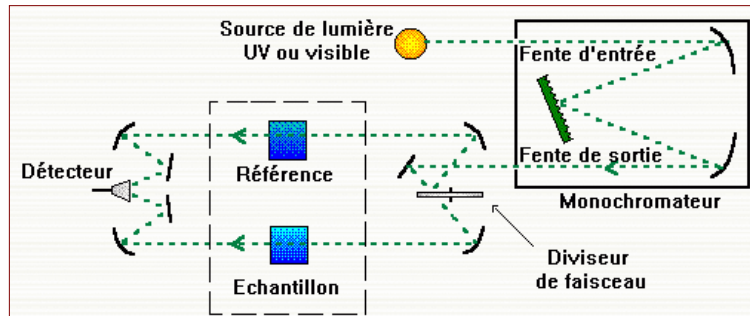 Source de lumière
UV ou visible
Fente d'entrée
Fente de sortie
Monochromateur
Détecteur
Référence
Echantillon
Diviseur
de faisceau